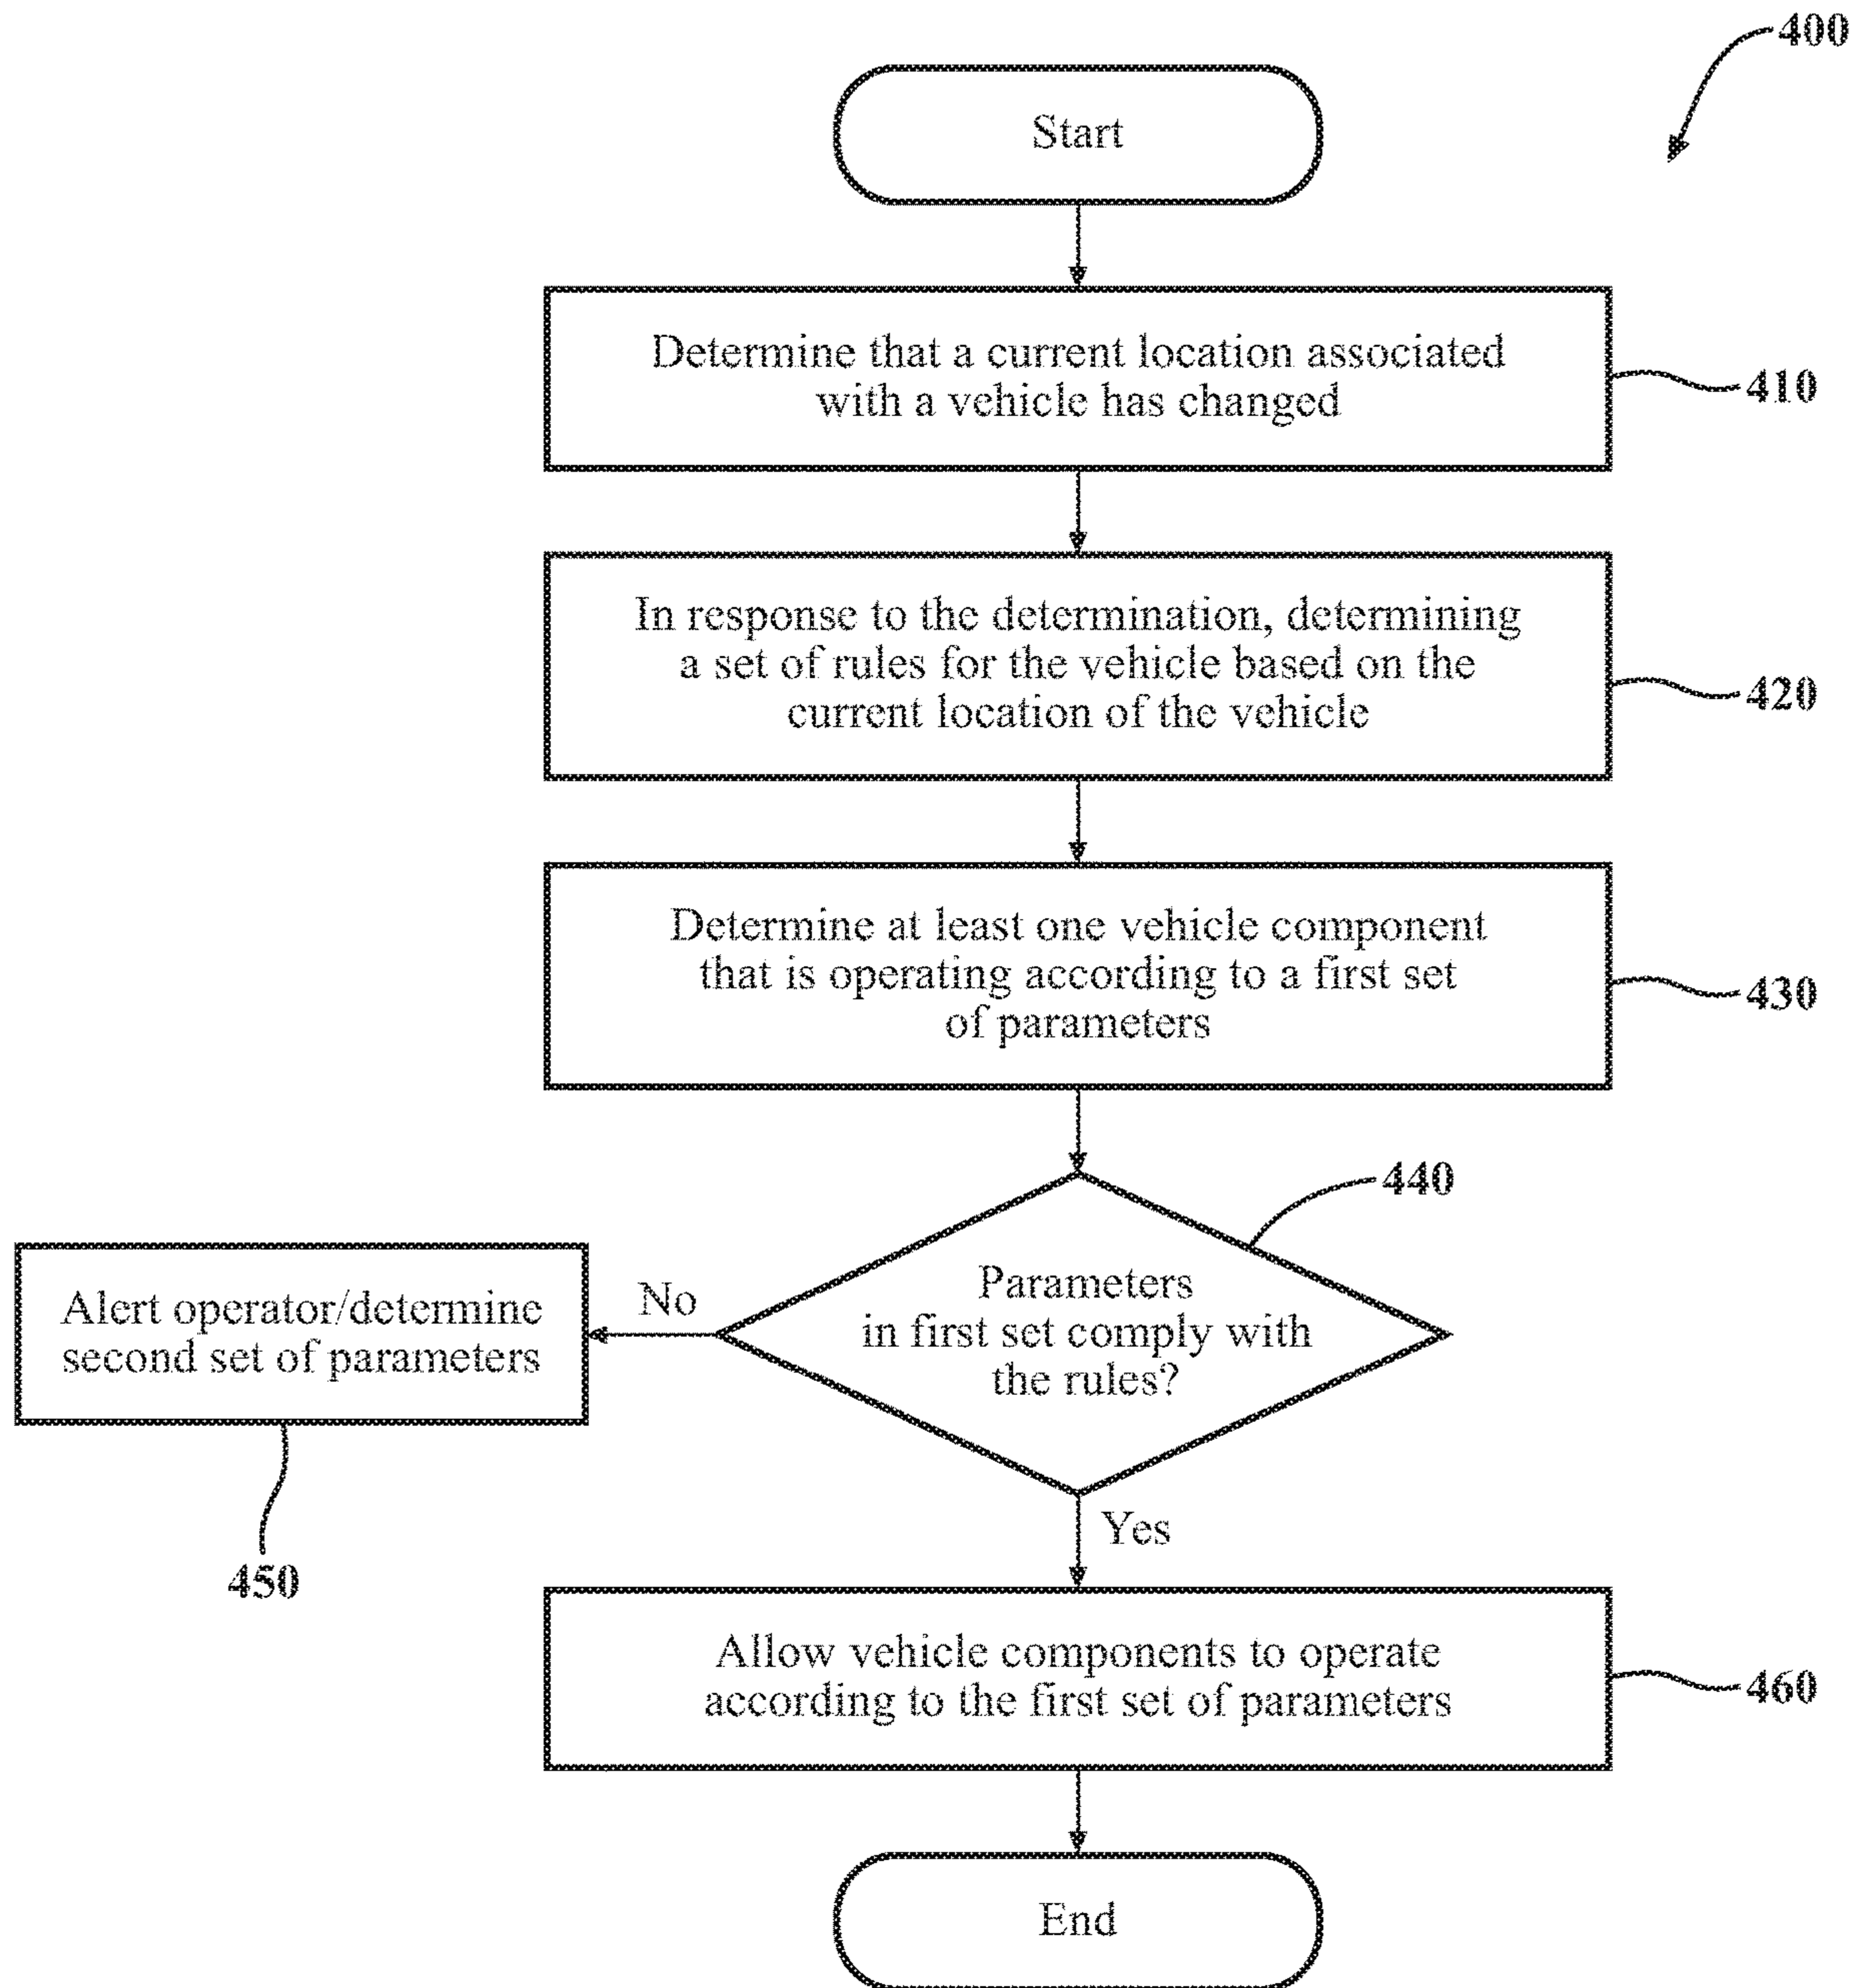 400
Start
Determine that a current location associated
with a vehicle has changed
410
In response to the determination, determining
a set of rules for the vehicle based on the
current location of the vehicle
420
Determine at least one vehicle component
that is operating according to a first set
of parameters
430
440
Parameters
in first set comply with
the rules?
No
Alert operator/determine
second set of parameters
450
Yes
Allow vehicle components to operate
according to the first set of parameters
460
End